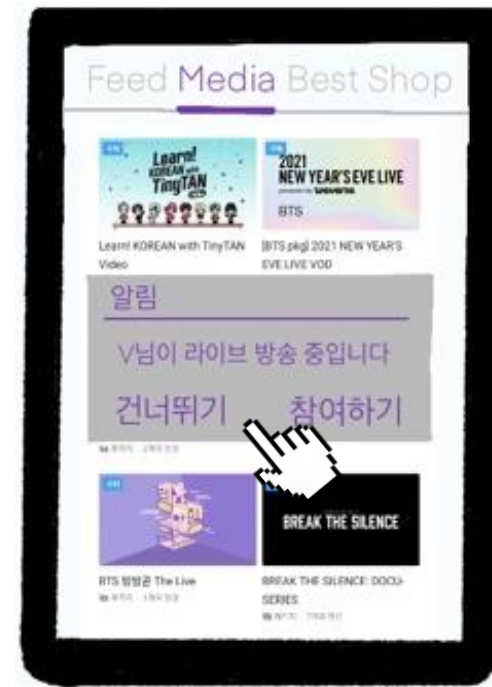 Feed Media Best Shop
Learn!
KOREAN with
TinyTAN
2021
NEW YEAR'S EVE LIVE
BTS
Learn! KOREAN with TinyTAN
Video
[BTS.pkg] 2021 NEW YEAR'S
EVE LIVE VOD
알림
V님이 라이브 방송 중입니다
건너뛰기 참여하기
BREAK THE SILENCE
BTS 방방콘 The Live
BREAK THE SILENCE: DOCU-
SERIES